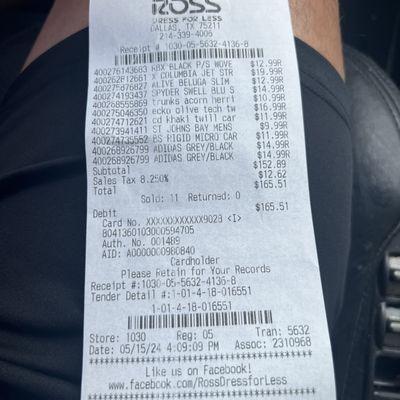 ROSS
DRESS FOR LESS
DALLAS, TX 75211
214-339-4006
Receipt # 1030-05-5632-4136-8
400276143683 RBX BLACK P/S WOVE $12.99R
400262812661 X COLUMBIA JET STR $19.99R
400275876827 ALIVE BELUGA SLIM $12.99R
400274193437 SPYDER SWELL BLU S $14.99R
400268555869 trunks acorn herri $10.99R
400275046350 ecko olive tech tw $16.99R
400274712621 cd khaki twill car $11.99R
400273941411 ST JOHNS BAY MENS $9.99R
400274735552 BS RIGID MICRO CAR $11.99R
400268926799 ADIDAS GREY/BLACK $14.99R
400268926799 ADIDAS GREY/BLACK $14.99R
Subtotal $152.89
Sales Tax 8.250% $12.62
Total $165.51
Sold: 11 Returned: 0
Debit $165.51
Card No. XXXXXXXXXXXX9028 <I>
8041360103000594705
Auth. No. 001489
AID: A0000000980840
Cardholder
Please Retain for Your Records
Receipt #:1030-05-5632-4136-8
Tender Detail #:1-01-4-18-016551
1-01-4-18-016551
Store: 1030 Reg: 05 Tran: 5632
Date: 05/15/24 4:09:09 PM Assoc: 2310968
Like us on Facebook!
www.facebook.com/RossDressforLess